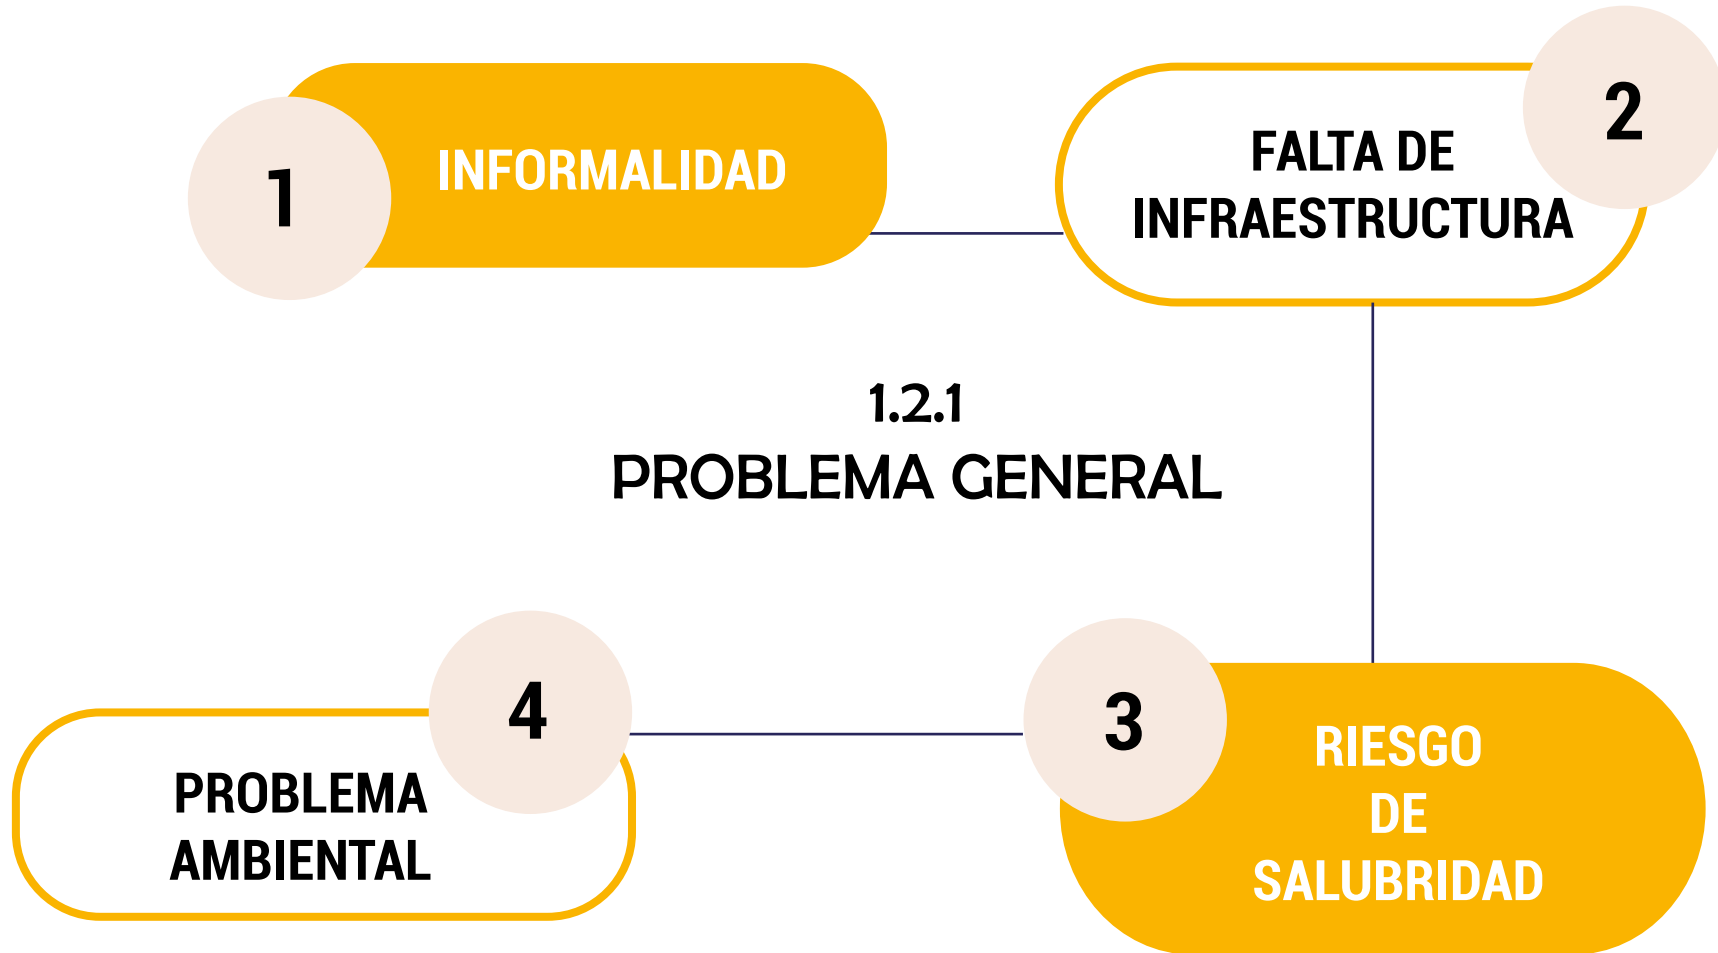 1
INFORMALIDAD
2
FALTA DE
INFRAESTRUCTURA
1.2.1
PROBLEMA GENERAL
3
RIESGO
DE
SALUBRIDAD
4
PROBLEMA
AMBIENTAL